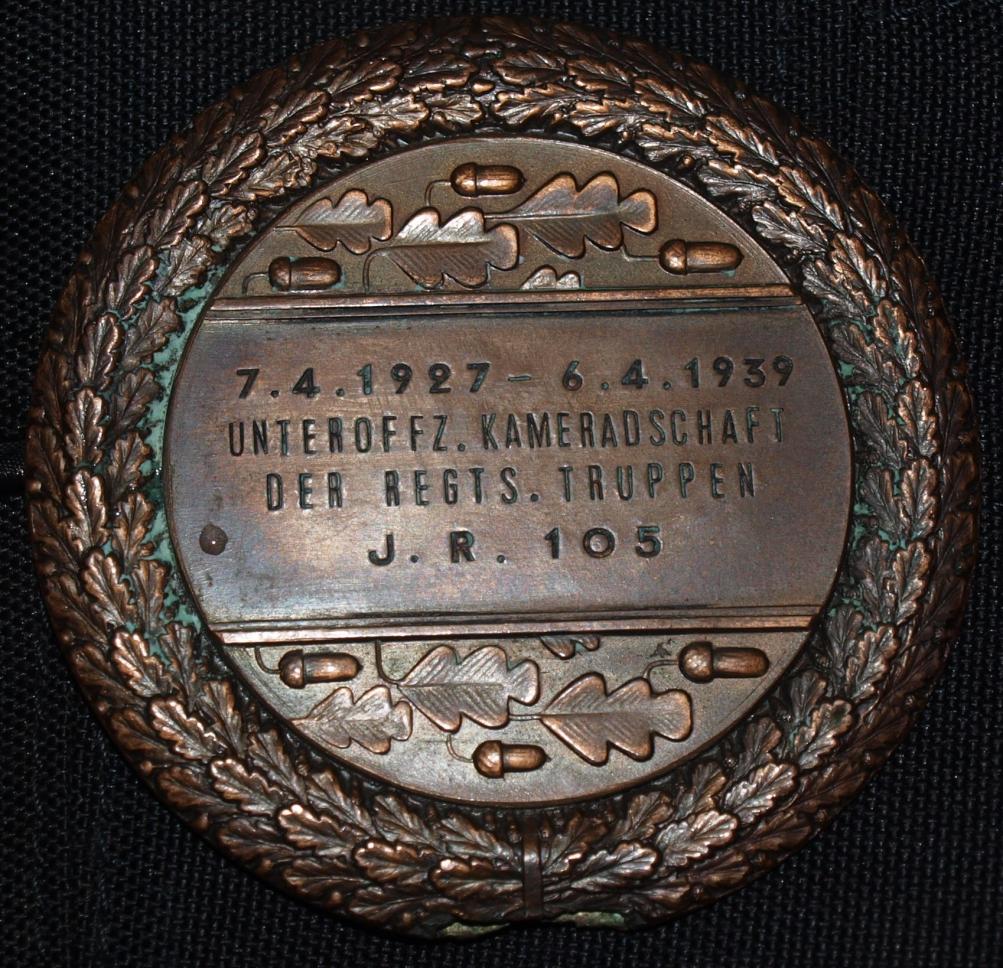 7.4.1927 – 6.4.1939
UNTEROFFZ. KAMERADSCHAFT
DER REGTS. TRUPPEN
J. R. 105